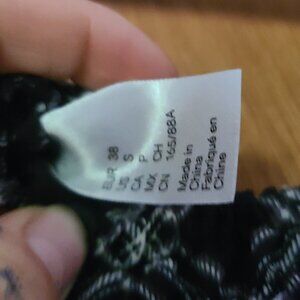 EUR 38
US S
CA P
MX CH
CN 165/88A
Made in
China
Fabriqué en
Chine